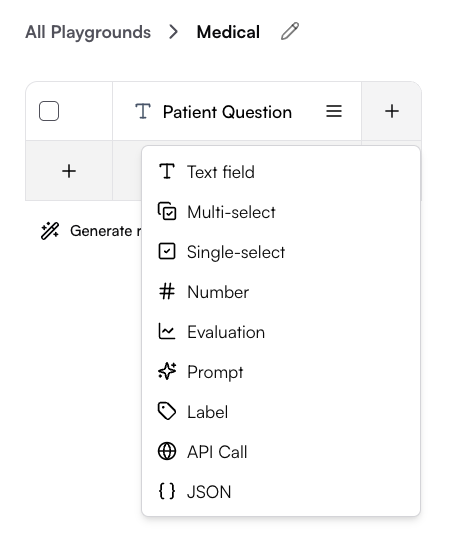 All Playgrounds > Medical
Patient Question
Generate r
Text field
Multi-select
Single-select
Number
Evaluation
Prompt
Label
API Call
JSON